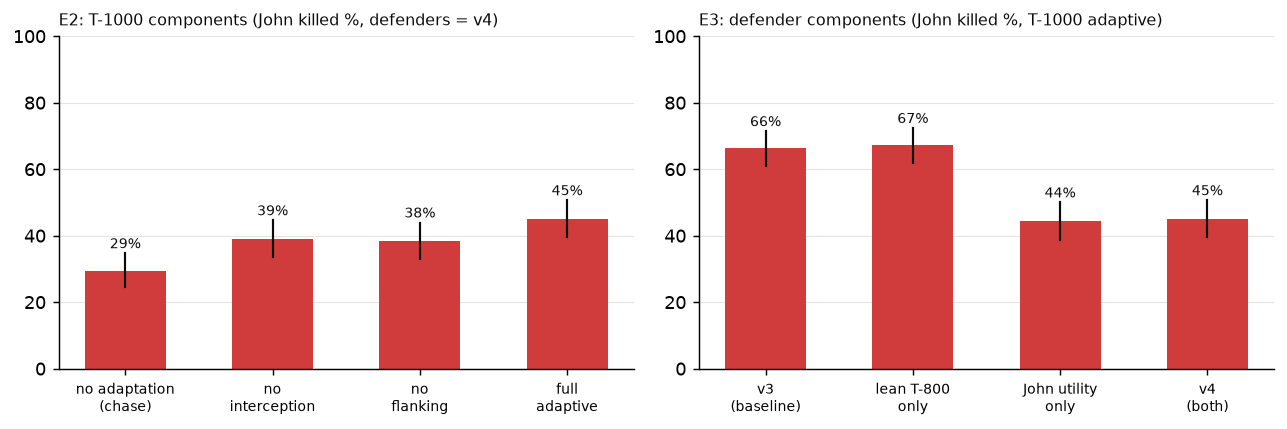 E2: T-1000 components (John killed %, defenders = v4)
100
80
60
40
20
0
29%
39%
38%
45%
no adaptation
(chase)
no
interception
no
flanking
full
adaptive
E3: defender components (John killed %, T-1000 adaptive)
100
80
60
40
20
0
66%
67%
44%
45%
v3
(baseline)
lean T-800
only
John utility
only
v4
(both)